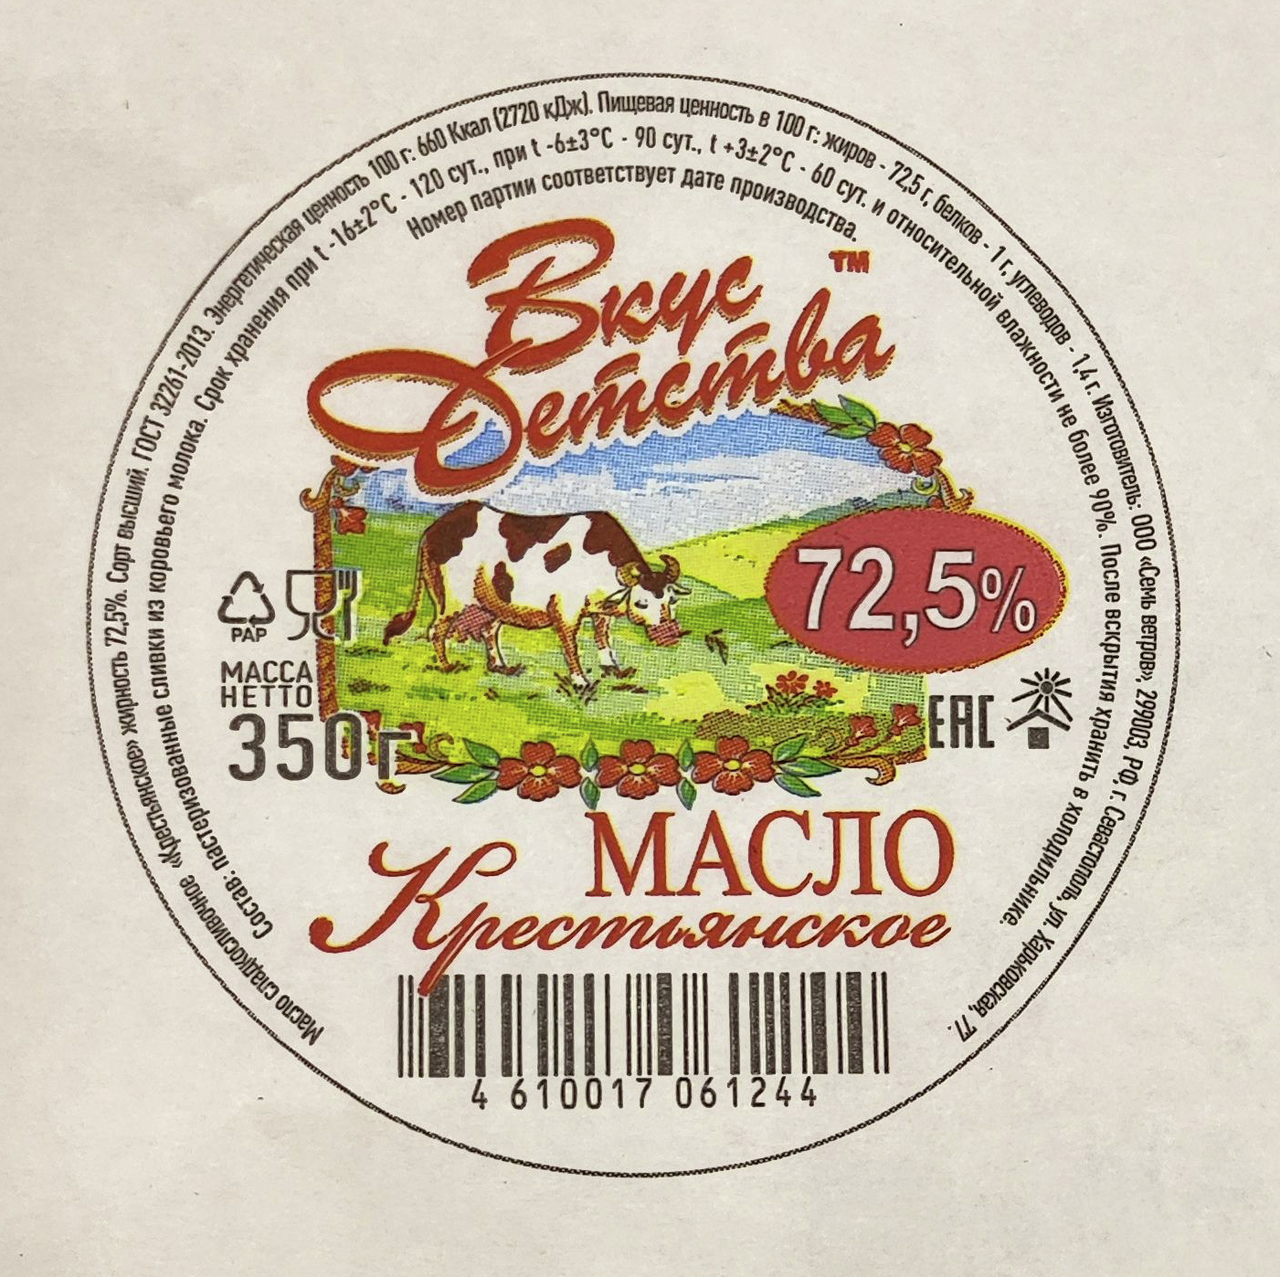 Масло сладкосливочное «Крестьянское» жирность 72,5%. Сорт высший. ГОСТ 32261-2013. Энергетическая ценность 100 г: 660 Ккал (2720 кДж). Пищевая ценность в 100 г: жиров - 72,5 г, белков - 1 г, углеводов - 1,4 г. Изготовитель: ООО «Семь ветров», 299003, РФ, г. Севастополь, ул. Харьковская, 77.
Состав: пастеризованные сливки из коровьего молока. Срок хранения при t -16±2°C - 120 сут., при t -6±3°C - 90 сут., t +3±2°C - 60 сут. и относительной влажности не более 90%. После вскрытия хранить в холодильнике.
Номер партии соответствует дате производства.
Вкус ТМ
Детства
72,5%
PAP
МАССА
НЕТТО
350г
EAC
МАСЛО
Крестьянское
4 610017 061244